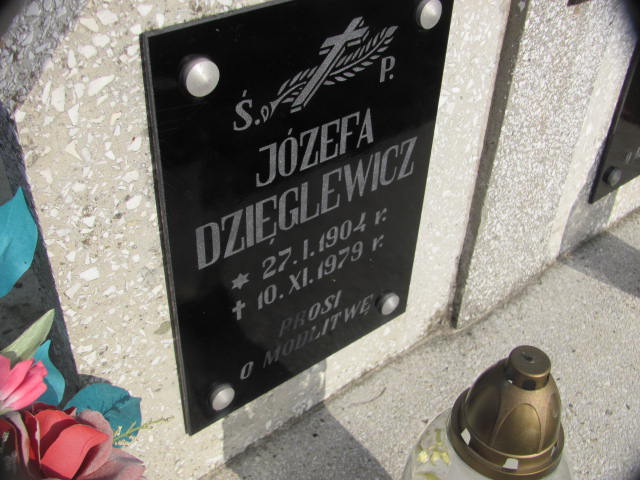 Ś. P.
JÓZEFA
DZIĘGLEWICZ
✶ 27. I. 1904 r.
✝ 10. XI. 1979 r.
PROSI
O MODLITWĘ